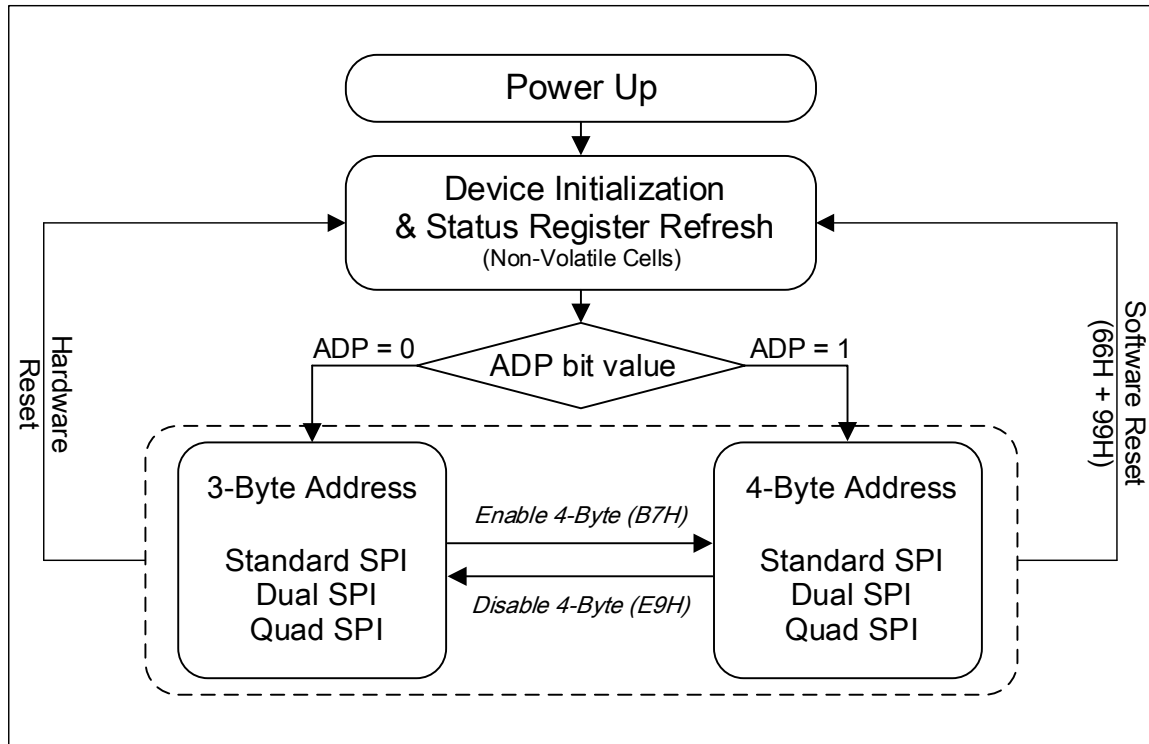 Power Up
Device Initialization
& Status Register Refresh
(Non-Volatile Cells)
Hardware
Reset
ADP = 0
ADP bit value
ADP = 1
Software Reset
(66H + 99H)
3-Byte Address
Standard SPI
Dual SPI
Quad SPI
Enable 4-Byte (B7H)
Disable 4-Byte (E9H)
4-Byte Address
Standard SPI
Dual SPI
Quad SPI